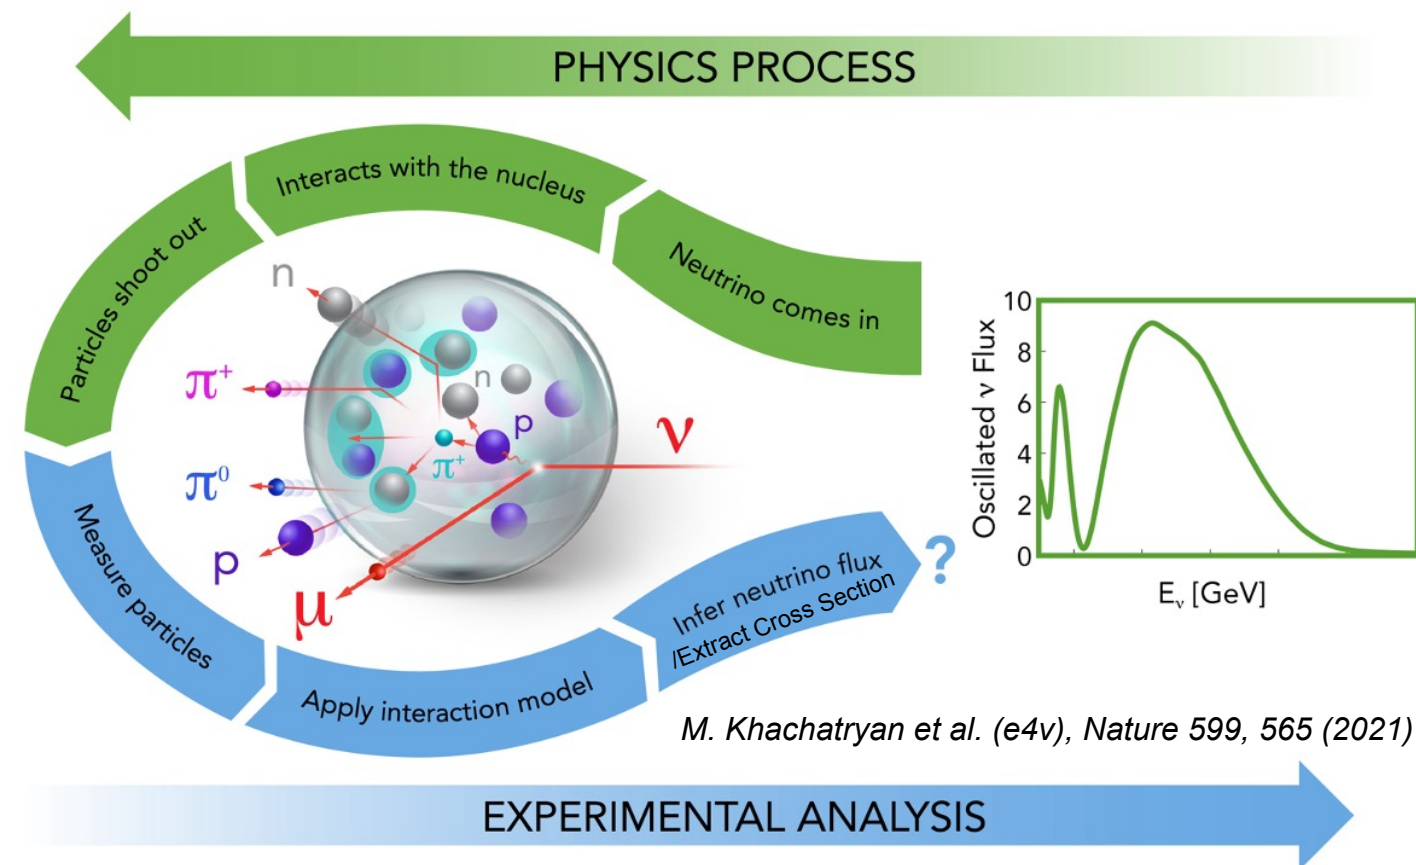 PHYSICS PROCESS
Neutrino comes in
Interacts with the nucleus
Particles shoot out
n
π⁺
π⁰
p
μ
n
p
π⁺
ν
Measure particles
Apply interaction model
Infer neutrino flux
/Extract Cross Section
?
Oscillated ν Flux
10
8
6
4
2
0
Eᵥ [GeV]
M. Khachatryan et al. (e4v), Nature 599, 565 (2021)
EXPERIMENTAL ANALYSIS